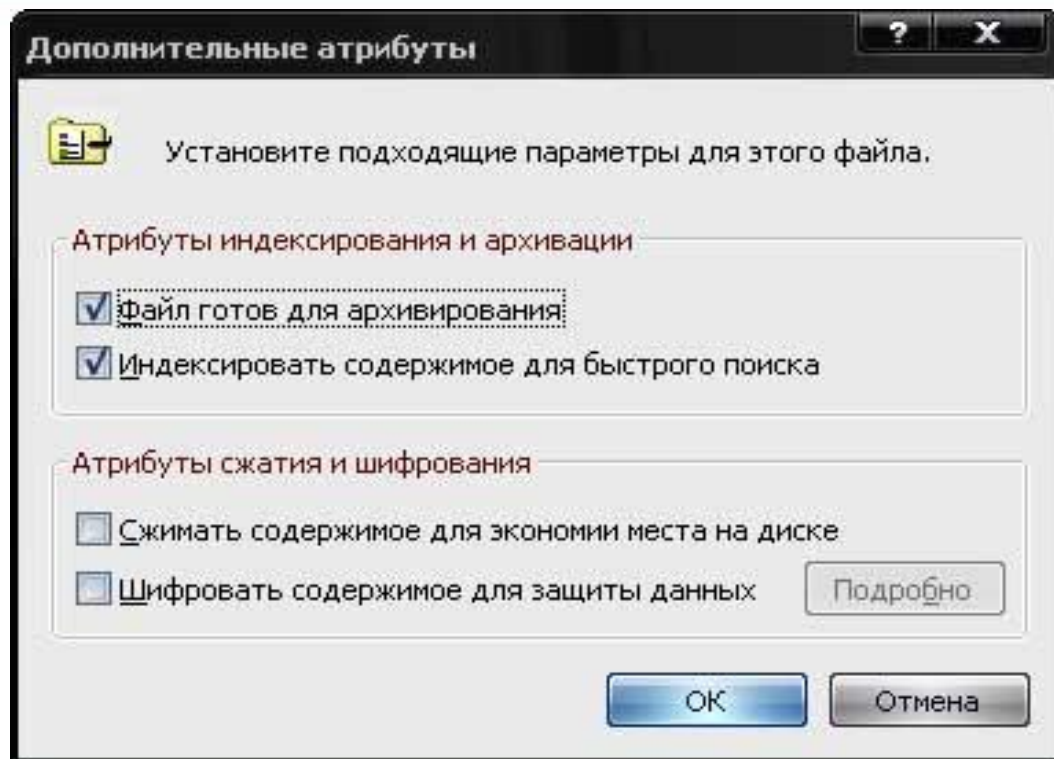 Дополнительные атрибуты
? X
Установите подходящие параметры для этого файла.
Атрибуты индексирования и архивации
Файл готов для архивирования
Индексировать содержимое для быстрого поиска
Атрибуты сжатия и шифрования
Сжимать содержимое для экономии места на диске
Шифровать содержимое для защиты данных Подробно
ОК Отмена